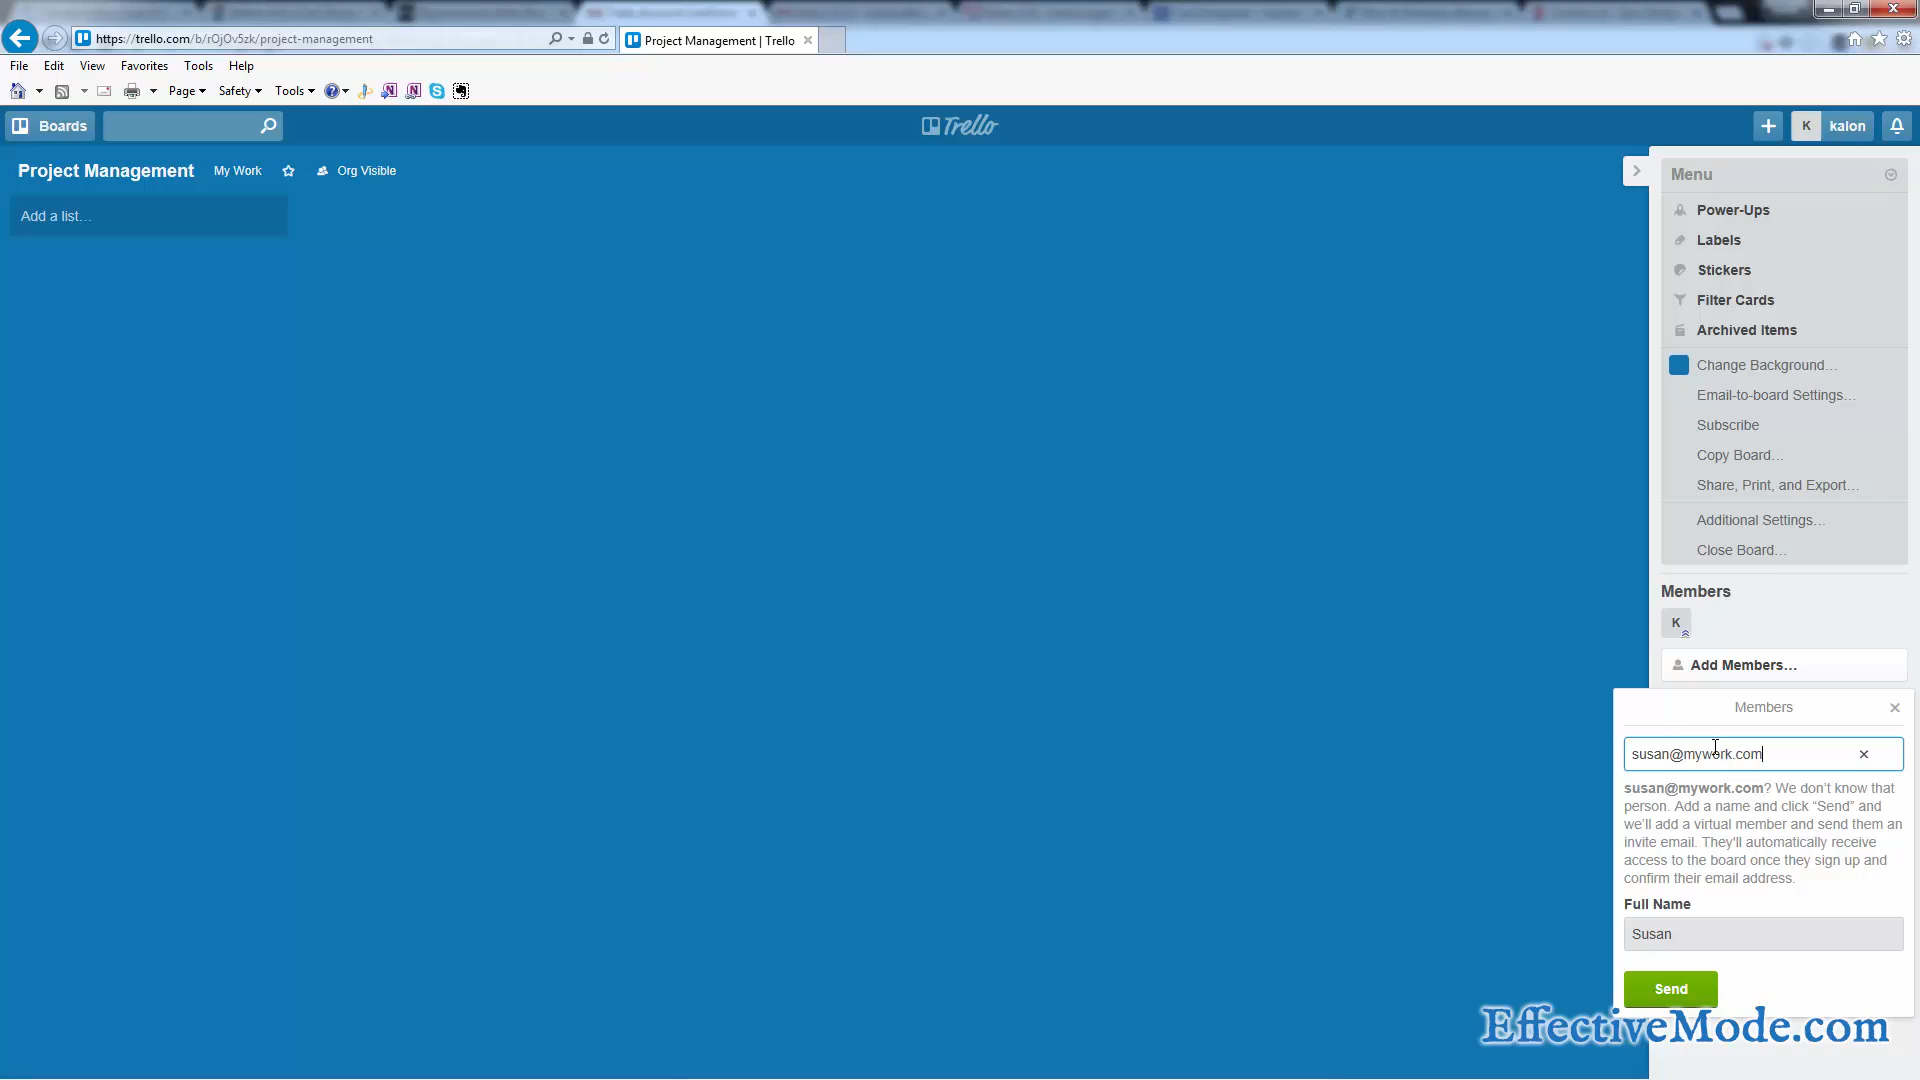 https://trello.com/b/rOjOv5zk/project-management
Project Management | Trello
File Edit View Favorites Tools Help
Page Safety Tools
Boards
Trello
K kalon
Project Management My Work Org Visible
Add a list…
Menu
Power-Ups
Labels
Stickers
Filter Cards
Archived Items
Change Background…
Email-to-board Settings…
Subscribe
Copy Board…
Share, Print, and Export…
Additional Settings…
Close Board…
Members
K
Add Members…
Members
susan@mywork.com
susan@mywork.com? We don’t know that
person. Add a name and click “Send” and
we’ll add a virtual member and send them an
invite email. They'll automatically receive
access to the board once they sign up and
confirm their email address.
Full Name
Susan
Send
EffectiveMode.com